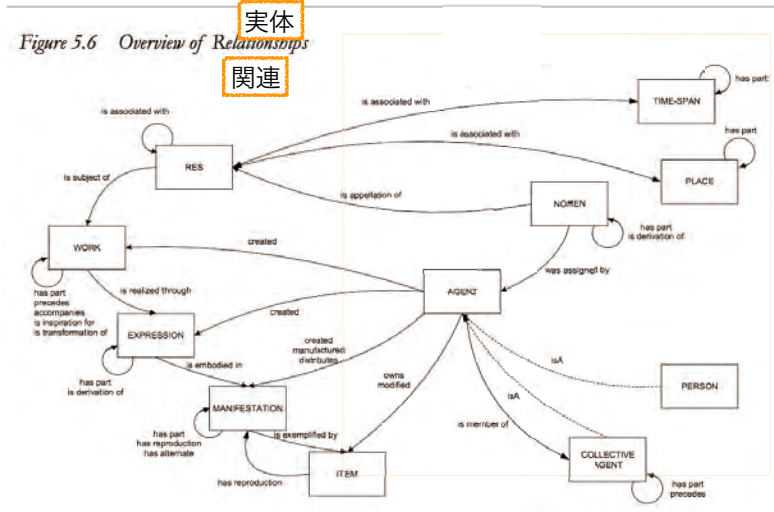 実体
Figure 5.6 Overview of Relationships
関連
has part
TIME-SPAN
is associated with
is associated with
is associated with
has part
RES
PLACE
is subject of
is appellation of
NOMEN
has part
is derivation of
WORK
created
was assigned by
has part
precedes
accompanies
is inspiration for
is transformation of
is realized through
AGENT
created
EXPRESSION
created
manufactured
distributes
has part
is derivation of
is embodied in
owns
modified
isA
PERSON
isA
MANIFESTATION
is member of
has part
has reproduction
has alternate
is exemplified by
COLLECTIVE
AGENT
has reproduction
ITEM
has part
precedes